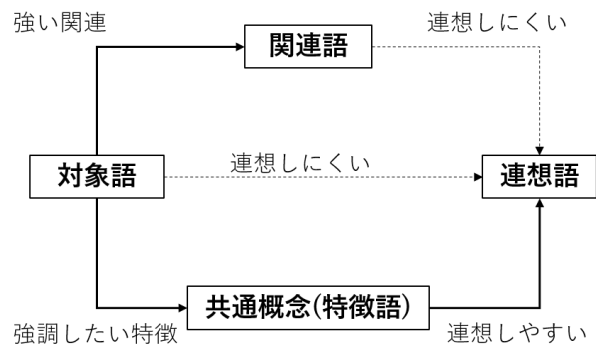 強い関連
連想しにくい
関連語
連想しにくい
対象語
連想語
共通概念(特徴語)
強調したい特徴
連想しやすい